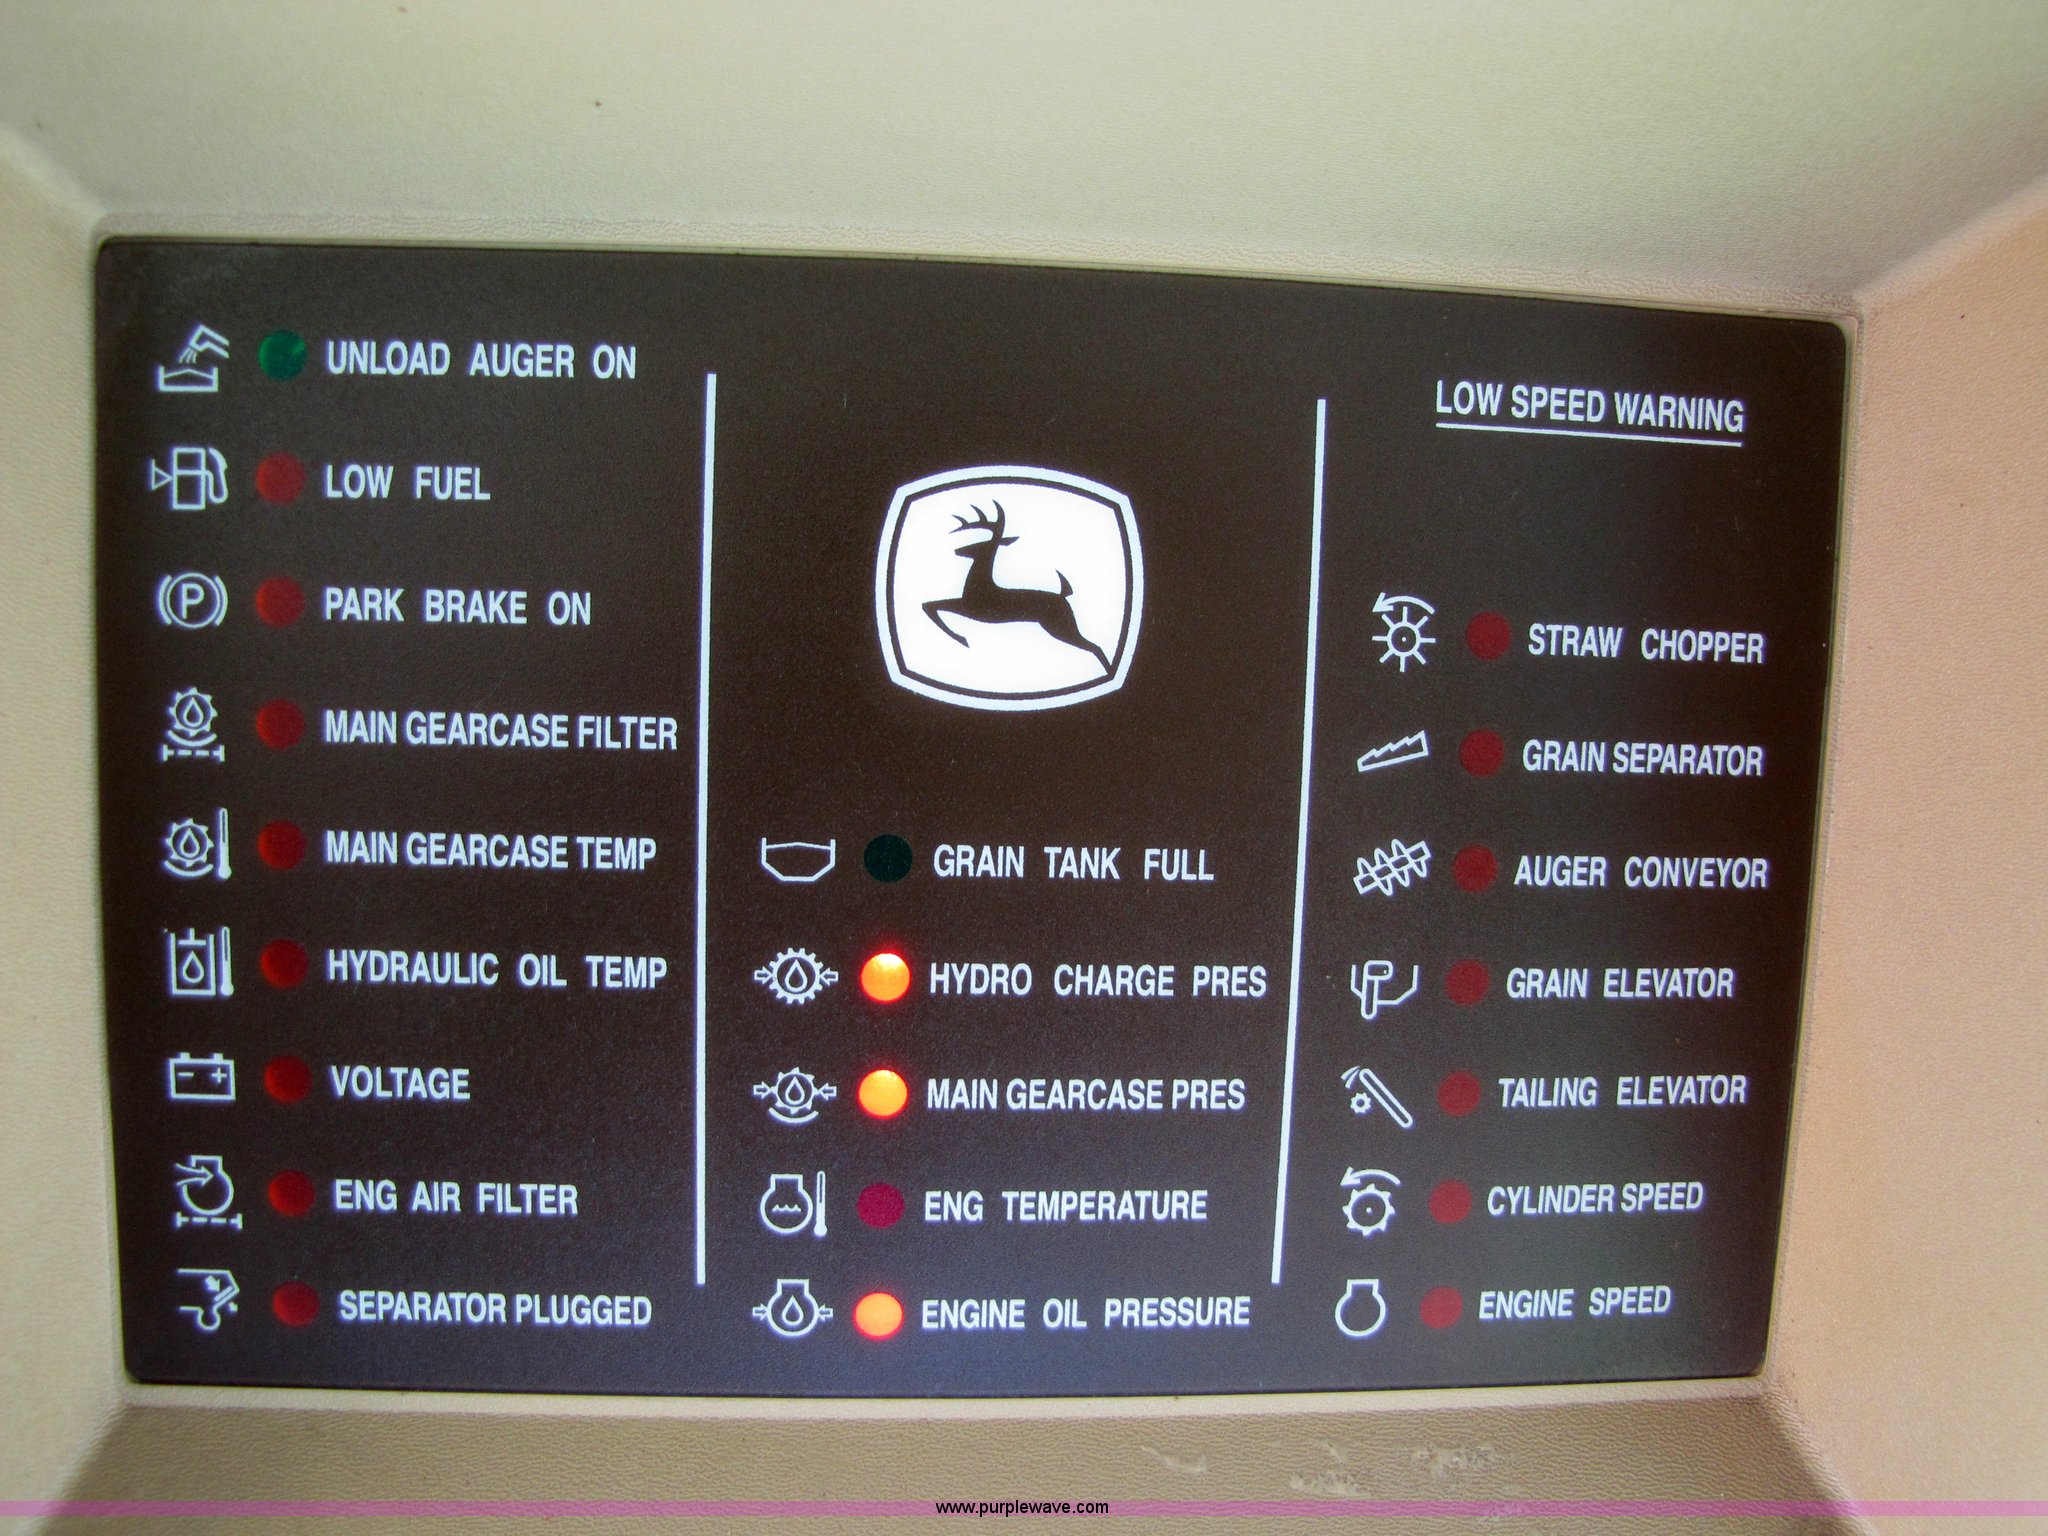 UNLOAD AUGER ON
LOW FUEL
PARK BRAKE ON
MAIN GEARCASE FILTER
MAIN GEARCASE TEMP
HYDRAULIC OIL TEMP
VOLTAGE
ENG AIR FILTER
SEPARATOR PLUGGED
GRAIN TANK FULL
HYDRO CHARGE PRES
MAIN GEARCASE PRES
ENG TEMPERATURE
ENGINE OIL PRESSURE
LOW SPEED WARNING
STRAW CHOPPER
GRAIN SEPARATOR
AUGER CONVEYOR
GRAIN ELEVATOR
TAILING ELEVATOR
CYLINDER SPEED
ENGINE SPEED
www.purplewave.com